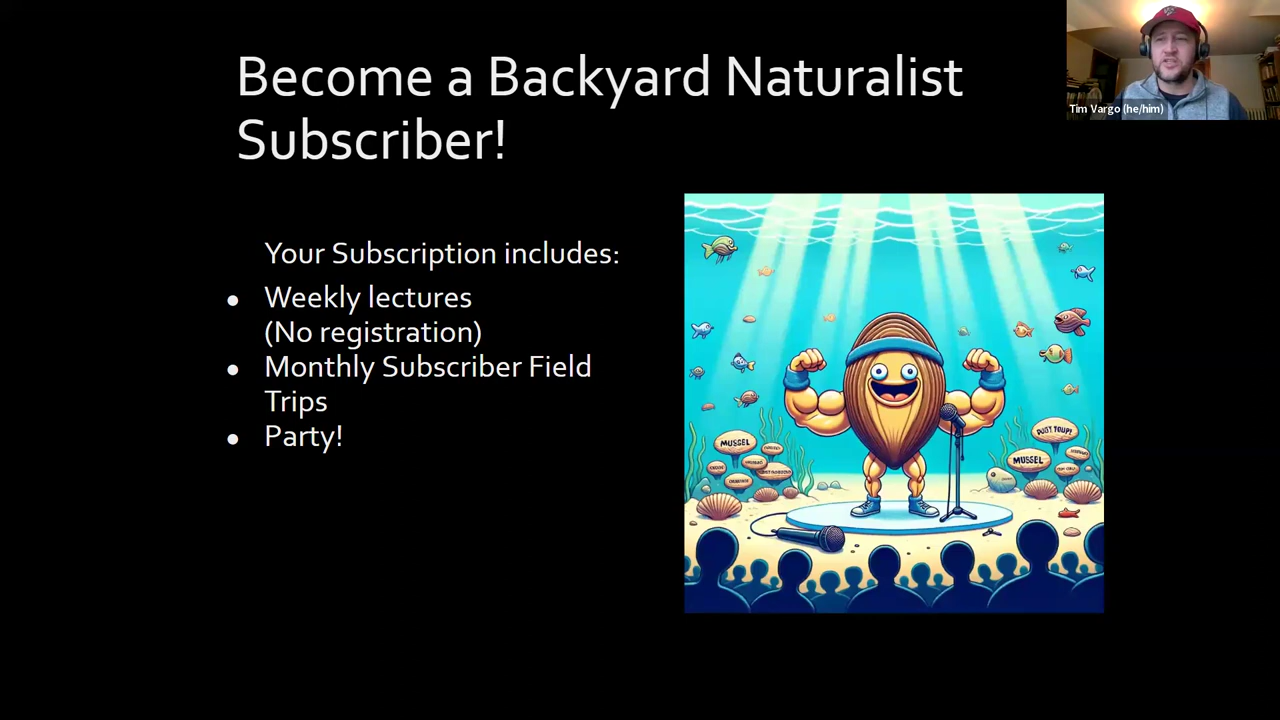 Become a Backyard Naturalist
Subscriber!
Tim Vargo (he/him)
Your Subscription includes:
● Weekly lectures
(No registration)
● Monthly Subscriber Field
Trips
● Party!
MUSSEL
MUSSEL